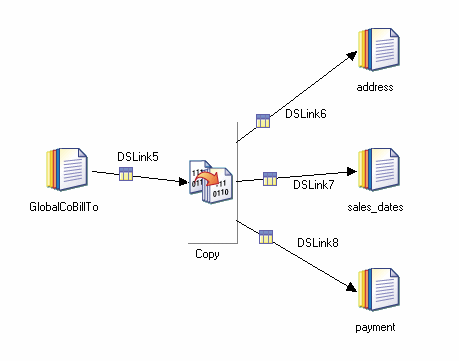 address
DSLink6
DSLink5
GlobalCoBillTo
DSLink7
sales_dates
Copy
DSLink8
payment